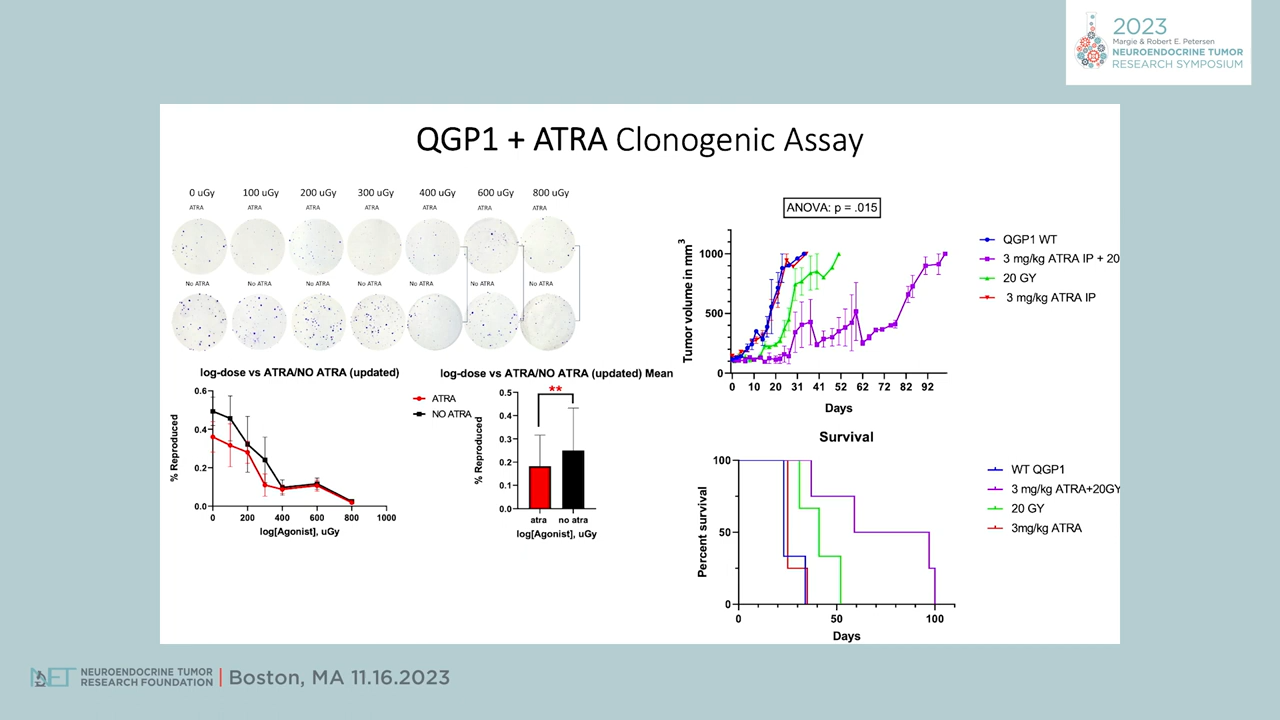 2023
Margie & Robert E. Petersen
NEUROENDOCRINE TUMOR
RESEARCH SYMPOSIUM
QGP1 + ATRA Clonogenic Assay
0 uGy 100 uGy 200 uGy 300 uGy 400 uGy 600 uGy 800 uGy
ATRA ATRA ATRA ATRA ATRA ATRA ATRA
No ATRA No ATRA No ATRA No ATRA No ATRA No ATRA No ATRA
log-dose vs ATRA/NO ATRA (updated)
% Reproduced
0.6
0.4
0.2
0.0
0 200 400 600 800 1000
log[Agonist], uGy
ATRA
NO ATRA
log-dose vs ATRA/NO ATRA (updated) Mean
% Reproduced
0.5
0.4
0.3
0.2
0.1
0.0
**
atra no atra
log[Agonist], uGy
ANOVA: p = .015
Tumor volume in mm3
1000
500
0
0 10 20 31 41 52 62 72 82 92
Days
QGP1 WT
3 mg/kg ATRA IP + 20
20 GY
3 mg/kg ATRA IP
Survival
Percent survival
100
50
0
0 50 100
Days
WT QGP1
3 mg/kg ATRA+20GY
20 GY
3mg/kg ATRA
NET
NEUROENDOCRINE TUMOR
RESEARCH FOUNDATION
Boston, MA 11.16.2023